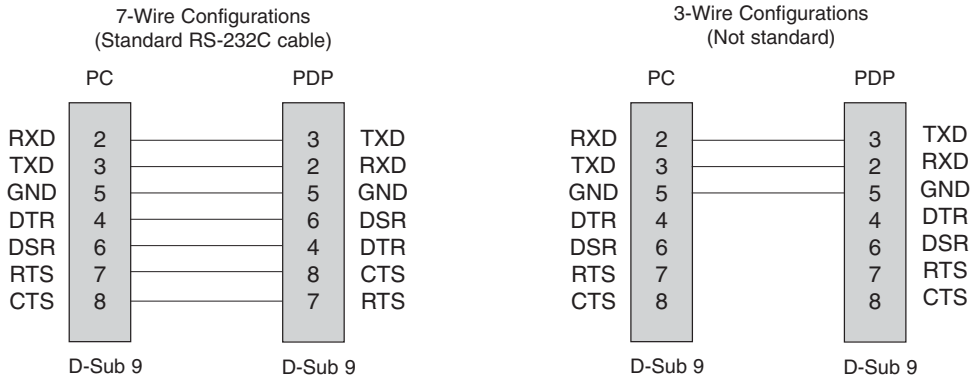 7-Wire Configurations
(Standard RS-232C cable)
PC PDP
RXD 2 3 TXD
TXD 3 2 RXD
GND 5 5 GND
DTR 4 6 DSR
DSR 6 4 DTR
RTS 7 8 CTS
CTS 8 7 RTS
D-Sub 9 D-Sub 9
3-Wire Configurations
(Not standard)
PC PDP
RXD 2 3 TXD
TXD 3 2 RXD
GND 5 5 GND
DTR 4 4 DTR
DSR 6 6 DSR
RTS 7 7 RTS
CTS 8 8 CTS
D-Sub 9 D-Sub 9